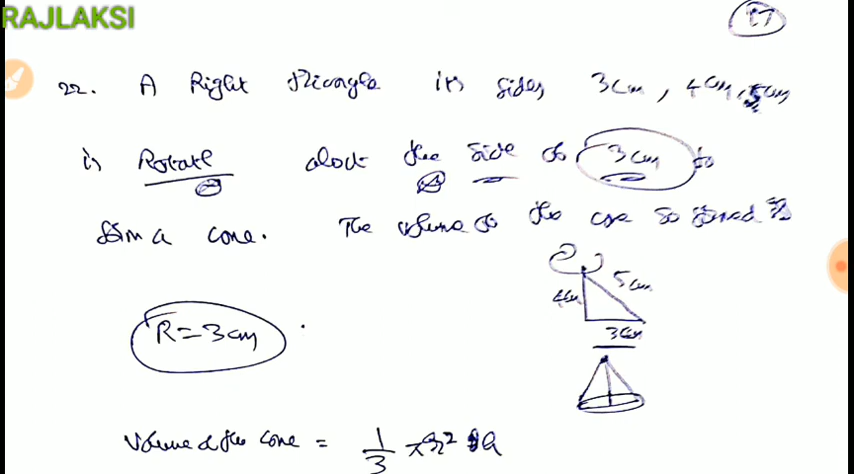 RAJLAKSI
17
22. A Right its sides 3cm, 4cm, 5cm
is Rotate about the side of 3cm to
form a cone. The volume of the cone so formed is
4cm 5cm
R=3cm
3cm
Volume of the cone = 1/3 πr² h